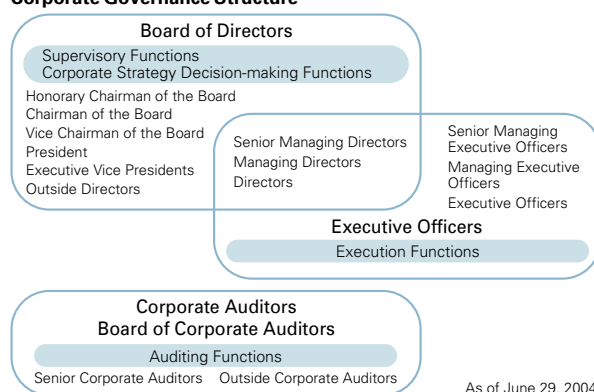 Corporate Governance Structure
Board of Directors
Supervisory Functions
Corporate Strategy Decision-making Functions
Honorary Chairman of the Board
Chairman of the Board
Vice Chairman of the Board
President
Executive Vice Presidents
Outside Directors
Senior Managing Directors
Managing Directors
Directors
Senior Managing
Executive Officers
Managing Executive
Officers
Executive Officers
Executive Officers
Execution Functions
Corporate Auditors
Board of Corporate Auditors
Auditing Functions
Senior Corporate Auditors Outside Corporate Auditors
As of June 29, 2004